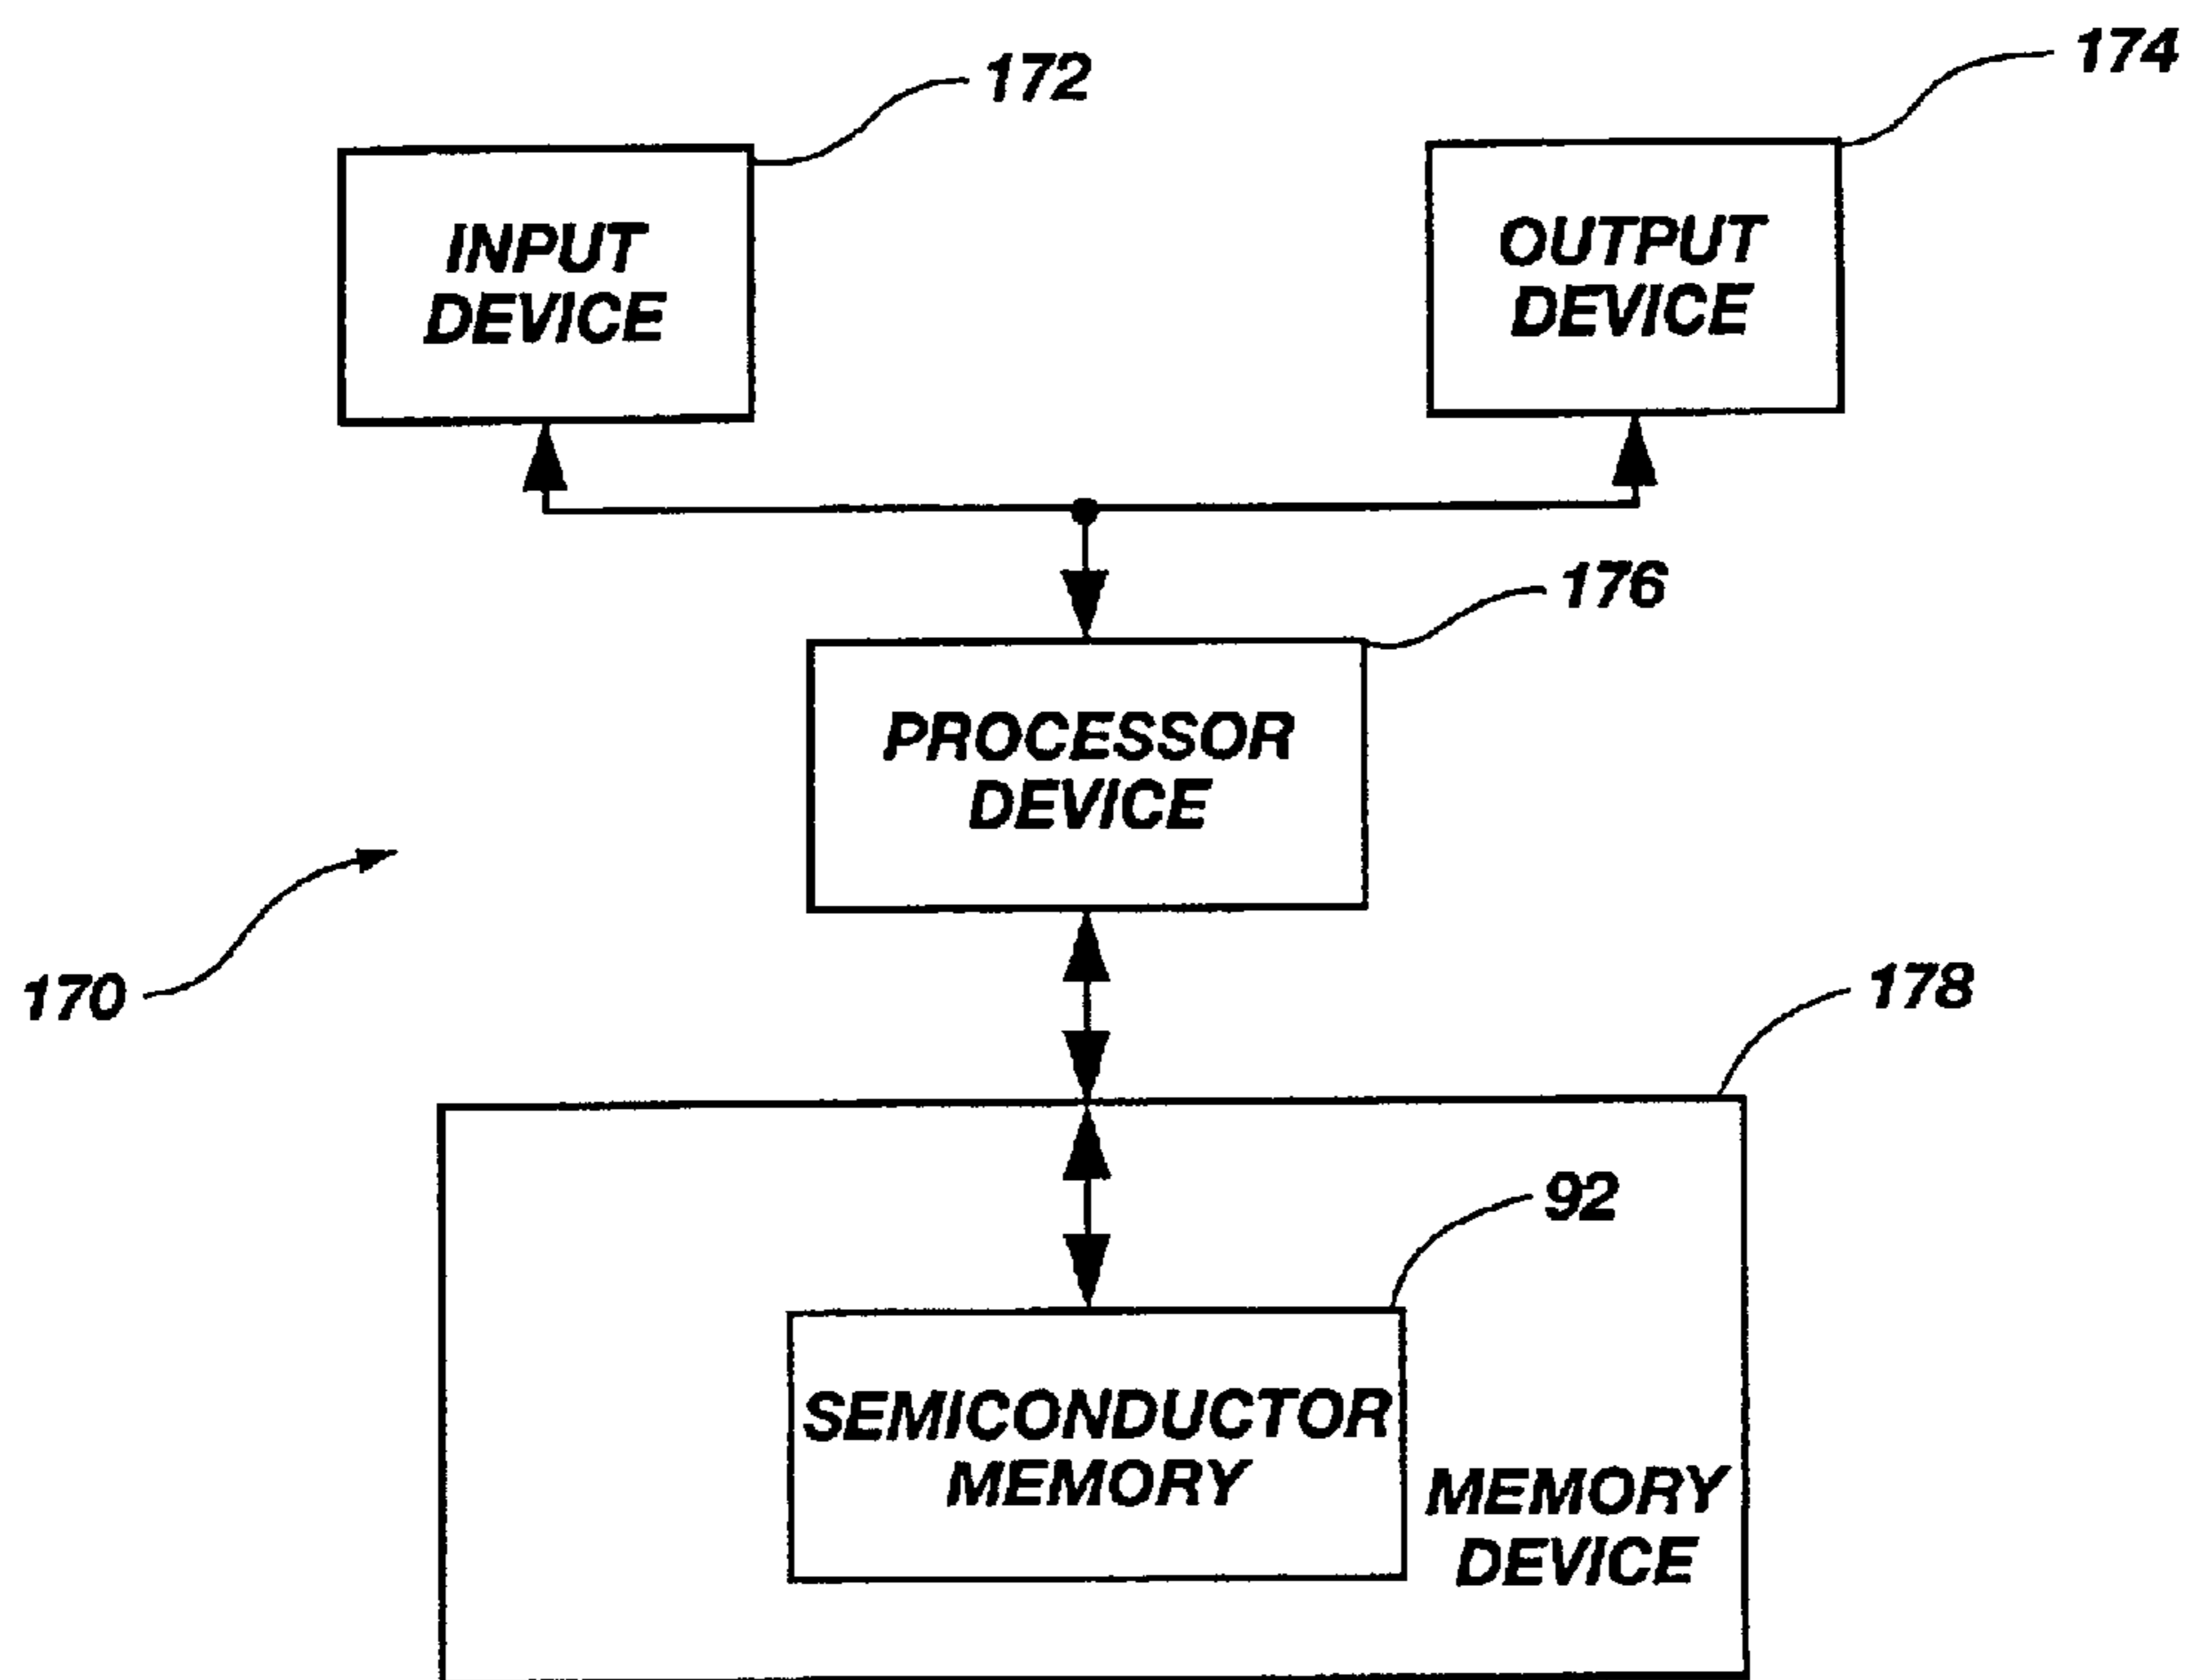 172
174
INPUT
DEVICE
OUTPUT
DEVICE
176
PROCESSOR
DEVICE
170
178
92
SEMICONDUCTOR
MEMORY
MEMORY
DEVICE